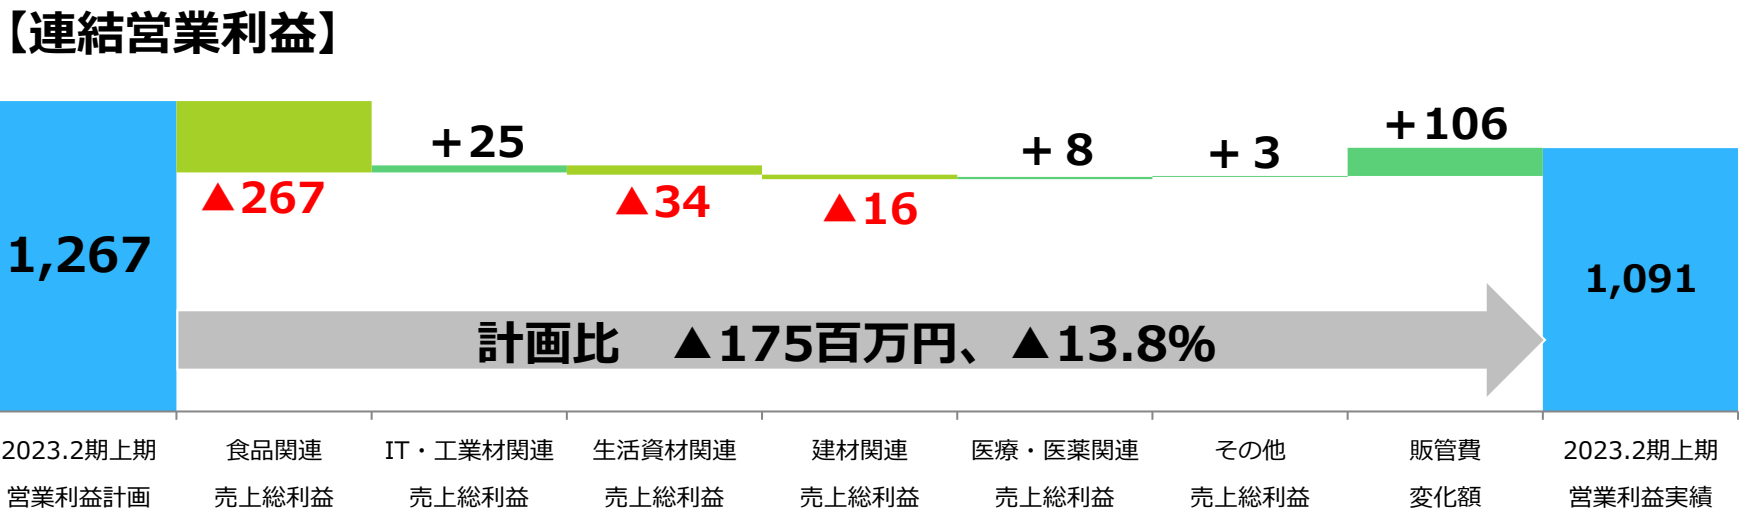 【連結営業利益】
+106
+25
+8
+3
▲267
▲34
▲16
1,267
1,091
計画比　▲175百万円、▲13.8%
2023.2期上期
営業利益計画
食品関連
売上総利益
IT・工業材関連
売上総利益
生活資材関連
売上総利益
建材関連
売上総利益
医療・医薬関連
売上総利益
その他
売上総利益
販管費
変化額
2023.2期上期
営業利益実績